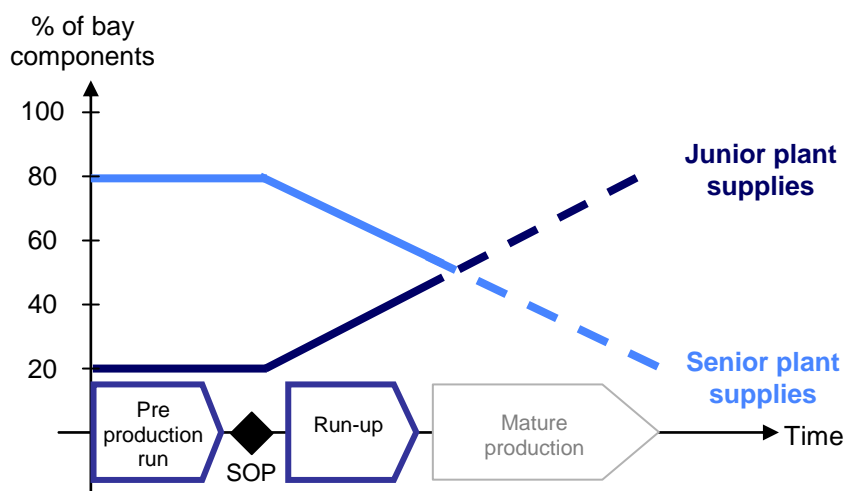 % of bay
components
100
80
60
40
20
Junior plant
supplies
Senior plant
supplies
Pre
production
run
SOP
Run-up
Mature
production
Time